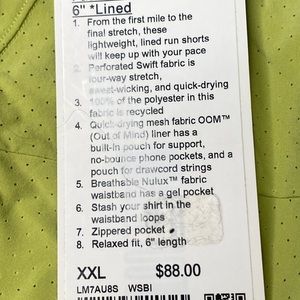 6" *Lined
1. From the first mile to the
final stretch, these
lightweight, lined run shorts
will keep up with your pace
2. Perforated Swift fabric is
four-way stretch,
sweat-wicking, and quick-drying
3. 100% of the polyester in this
fabric is recycled
4. Quick-drying mesh fabric OOM™
(Out of Mind) liner has a
built-in pouch for support,
no-bounce phone pockets, and a
pouch for drawcord strings
5. Breathable Nulux™ fabric
waistband has a gel pocket
6. Stash your shirt in the
waistband loops
7. Zippered pocket
8. Relaxed fit, 6" length
XXL $88.00
LM7AU8S WSBI